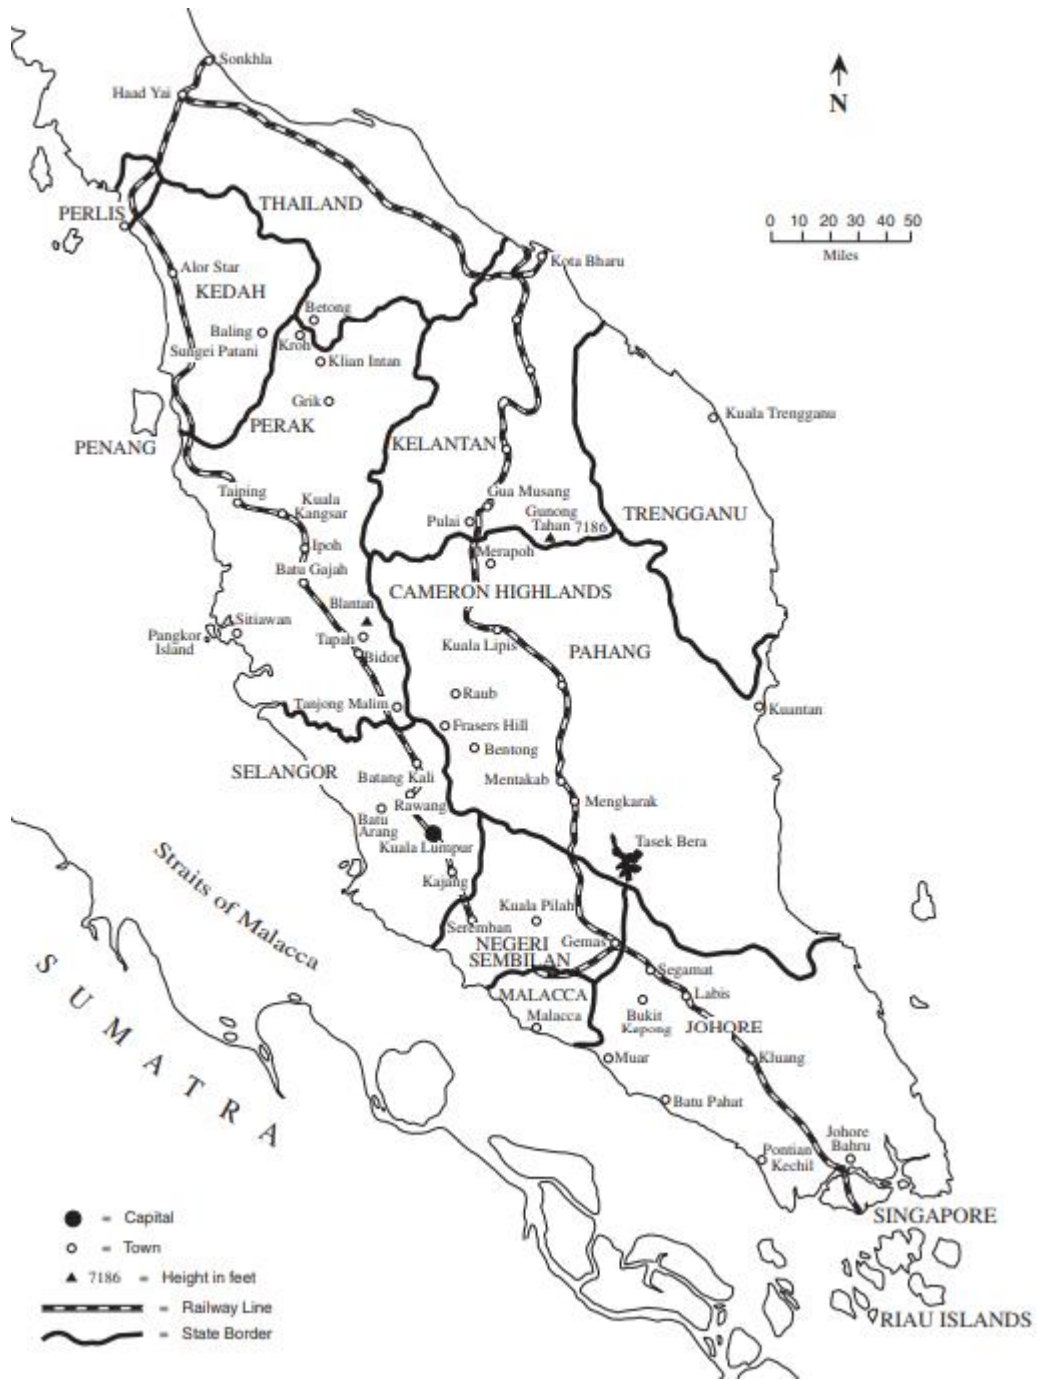 Sonkhla
Haad Yai
N
THAILAND
PERLIS
0 10 20 30 40 50
Miles
Kota Bharu
Alor Star
KEDAH
Betong
Baling
Kroh
Sungei Patani
Klian Intan
Grik
PERAK
Kuala Trengganu
PENANG
KELANTAN
Taiping
Kuala
Kangsar
Gua Musang
Gunong
Tahan 7186
Pulai
TRENGGANU
Ipoh
Merapoh
Batu Gajah
CAMERON HIGHLANDS
Blantan
Sitiawan
Pangkor
Island
Tapah
Kuala Lipis
PAHANG
Bidor
Raub
Tanjong Malim
Kuantan
Frasers Hill
Bentong
SELANGOR
Batang Kali
Mentakab
Rawang
Mengkarak
Batu
Arang
Kuala Lumpur
Tasek Bera
Straits of Malacca
Kajang
Kuala Pilah
Seremban
NEGERI
SEMBILAN
Gemas
SUMATRA
Segamat
MALACCA
Labis
Malacca
Bukit
Kepong
JOHORE
Muar
Kluang
Batu Pahat
Johore
Bahru
Pontian
Kechil
SINGAPORE
= Capital
= Town
7186 = Height in feet
= Railway Line
= State Border
RIAU ISLANDS